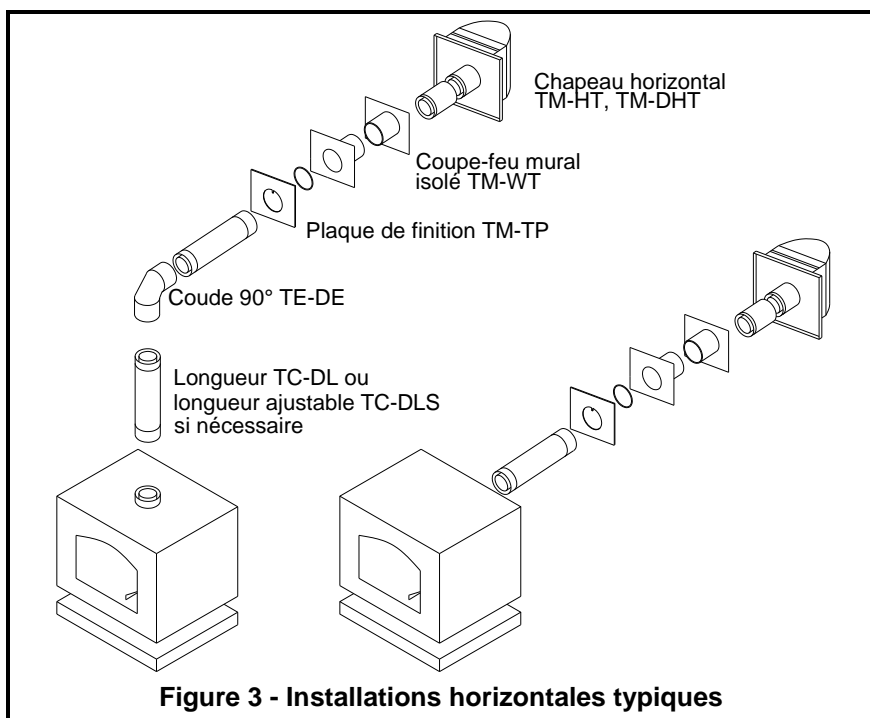 Chapeau horizontal
TM-HT, TM-DHT
Coupe-feu mural
isolé TM-WT
Plaque de finition TM-TP
Coude 90° TE-DE
Longueur TC-DL ou
longueur ajustable TC-DLS
si nécessaire
Figure 3 - Installations horizontales typiques